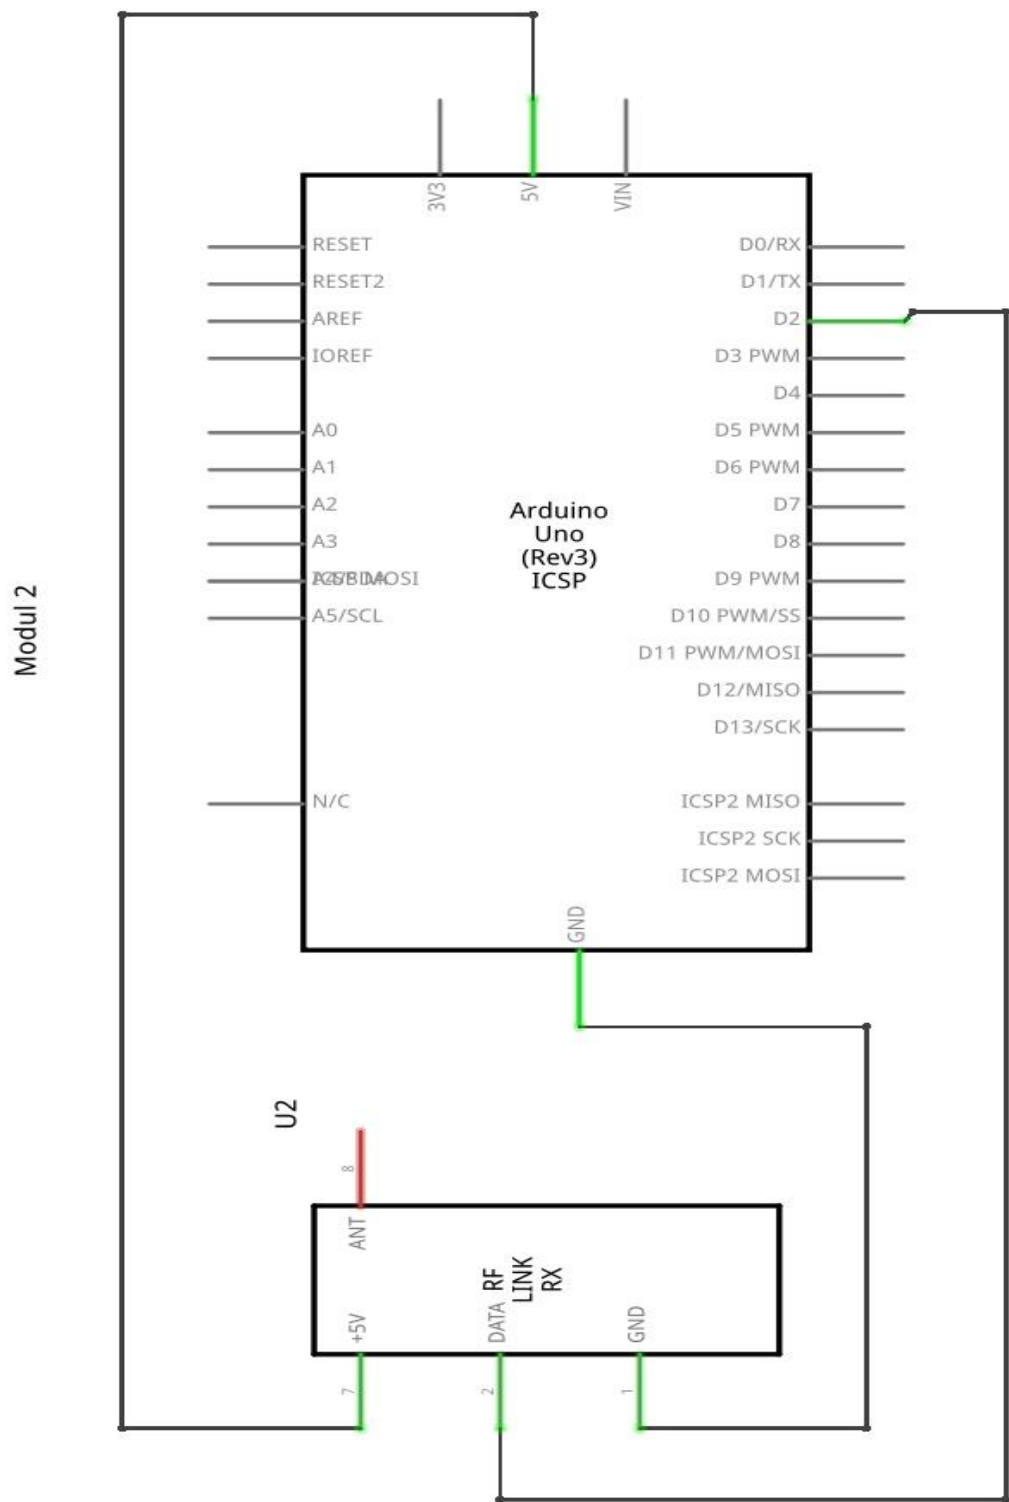 3V3
5V
VIN
RESET
RESET2
AREF
IOREF
A0
A1
A2
A3
A5/SCL
N/C
D0/RX
D1/TX
D2
D3 PWM
D4
D5 PWM
D6 PWM
D7
D8
D9 PWM
D10 PWM/SS
D11 PWM/MOSI
D12/MISO
D13/SCK
ICSP2 MISO
ICSP2 SCK
ICSP2 MOSI
Arduino
Uno
(Rev3)
ICSP
GND
Modul 2
U2
8
ANT
RF
LINK
RX
+5V
DATA
GND
7
2
1